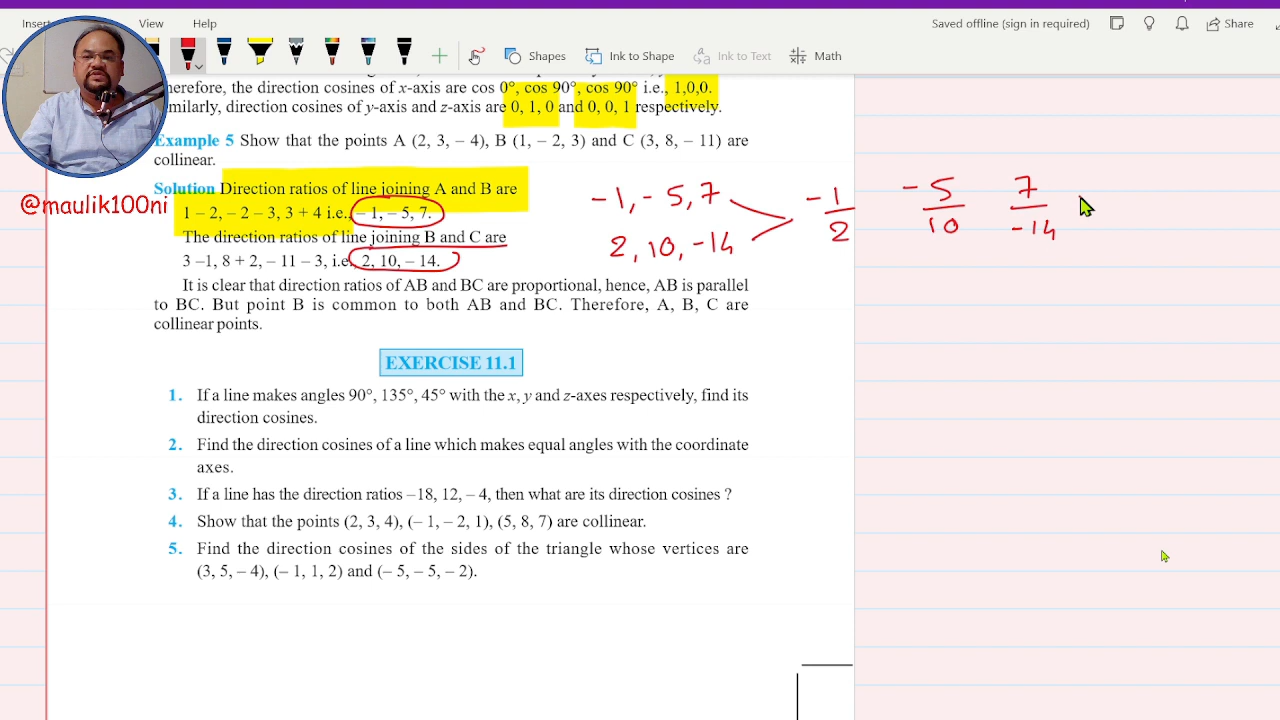 Inser View Help Saved offline (sign in required) Share
Shapes Ink to Shape Ink to Text Math
herefore, the direction cosines of x-axis are cos 0°, cos 90°, cos 90° i.e., 1,0,0.
imilarly, direction cosines of y-axis and z-axis are 0, 1, 0 and 0, 0, 1 respectively.
Example 5 Show that the points A (2, 3, – 4), B (1, – 2, 3) and C (3, 8, – 11) are
collinear.
Solution Direction ratios of line joining A and B are
1 – 2, – 2 – 3, 3 + 4 i.e., – 1, – 5, 7.
The direction ratios of line joining B and C are
3 –1, 8 + 2, – 11 – 3, i.e., 2, 10, – 14.
It is clear that direction ratios of AB and BC are proportional, hence, AB is parallel
to BC. But point B is common to both AB and BC. Therefore, A, B, C are
collinear points.
@maulik100ni
-1, -5, 7
2, 10, -14
-1/2 -5/10 7/-14
EXERCISE 11.1
1. If a line makes angles 90°, 135°, 45° with the x, y and z-axes respectively, find its
direction cosines.
2. Find the direction cosines of a line which makes equal angles with the coordinate
axes.
3. If a line has the direction ratios –18, 12, – 4, then what are its direction cosines ?
4. Show that the points (2, 3, 4), (– 1, – 2, 1), (5, 8, 7) are collinear.
5. Find the direction cosines of the sides of the triangle whose vertices are
(3, 5, – 4), (– 1, 1, 2) and (– 5, – 5, – 2).